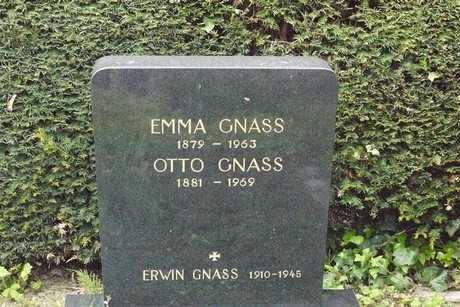 EMMA GNASS
1879 – 1963
OTTO GNASS
1881 – 1969
ERWIN GNASS 1910-1945